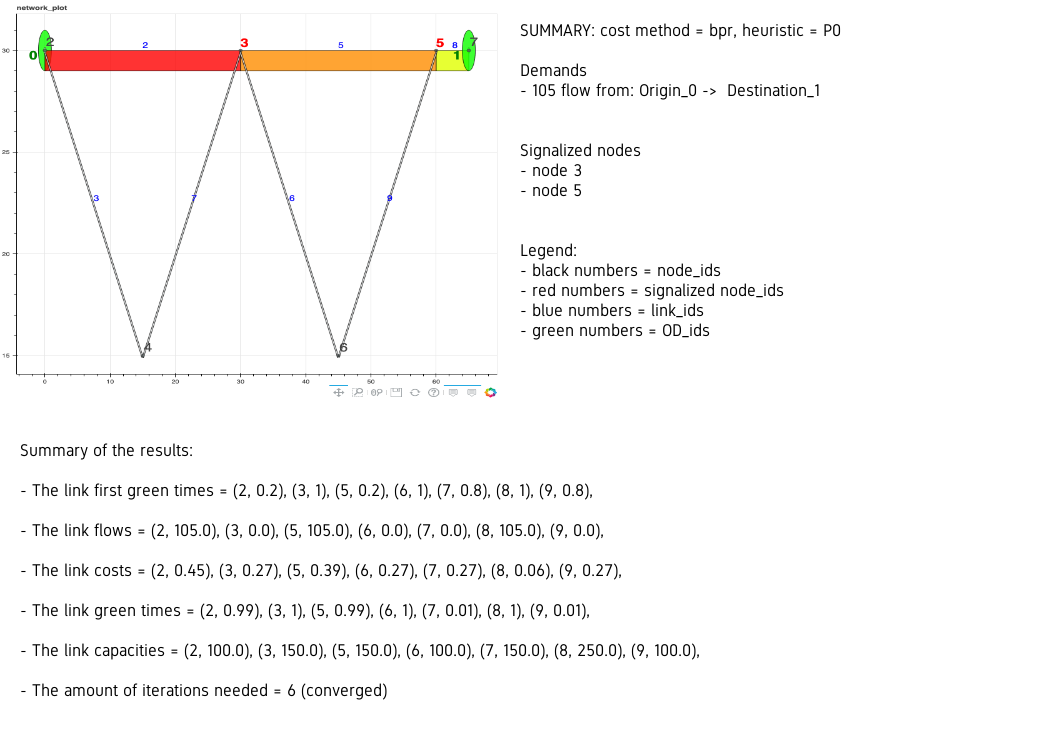 network_plot
30
25
20
15
0
10
20
30
40
50
60
0
2
2
3
5
5
8
1
7
3
7
6
9
4
6
SUMMARY: cost method = bpr, heuristic = P0
Demands
- 105 flow from: Origin_0 -> Destination_1
Signalized nodes
- node 3
- node 5
Legend:
- black numbers = node_ids
- red numbers = signalized node_ids
- blue numbers = link_ids
- green numbers = OD_ids
Summary of the results:
- The link first green times = (2, 0.2), (3, 1), (5, 0.2), (6, 1), (7, 0.8), (8, 1), (9, 0.8),
- The link flows = (2, 105.0), (3, 0.0), (5, 105.0), (6, 0.0), (7, 0.0), (8, 105.0), (9, 0.0),
- The link costs = (2, 0.45), (3, 0.27), (5, 0.39), (6, 0.27), (7, 0.27), (8, 0.06), (9, 0.27),
- The link green times = (2, 0.99), (3, 1), (5, 0.99), (6, 1), (7, 0.01), (8, 1), (9, 0.01),
- The link capacities = (2, 100.0), (3, 150.0), (5, 150.0), (6, 100.0), (7, 150.0), (8, 250.0), (9, 100.0),
- The amount of iterations needed = 6 (converged)